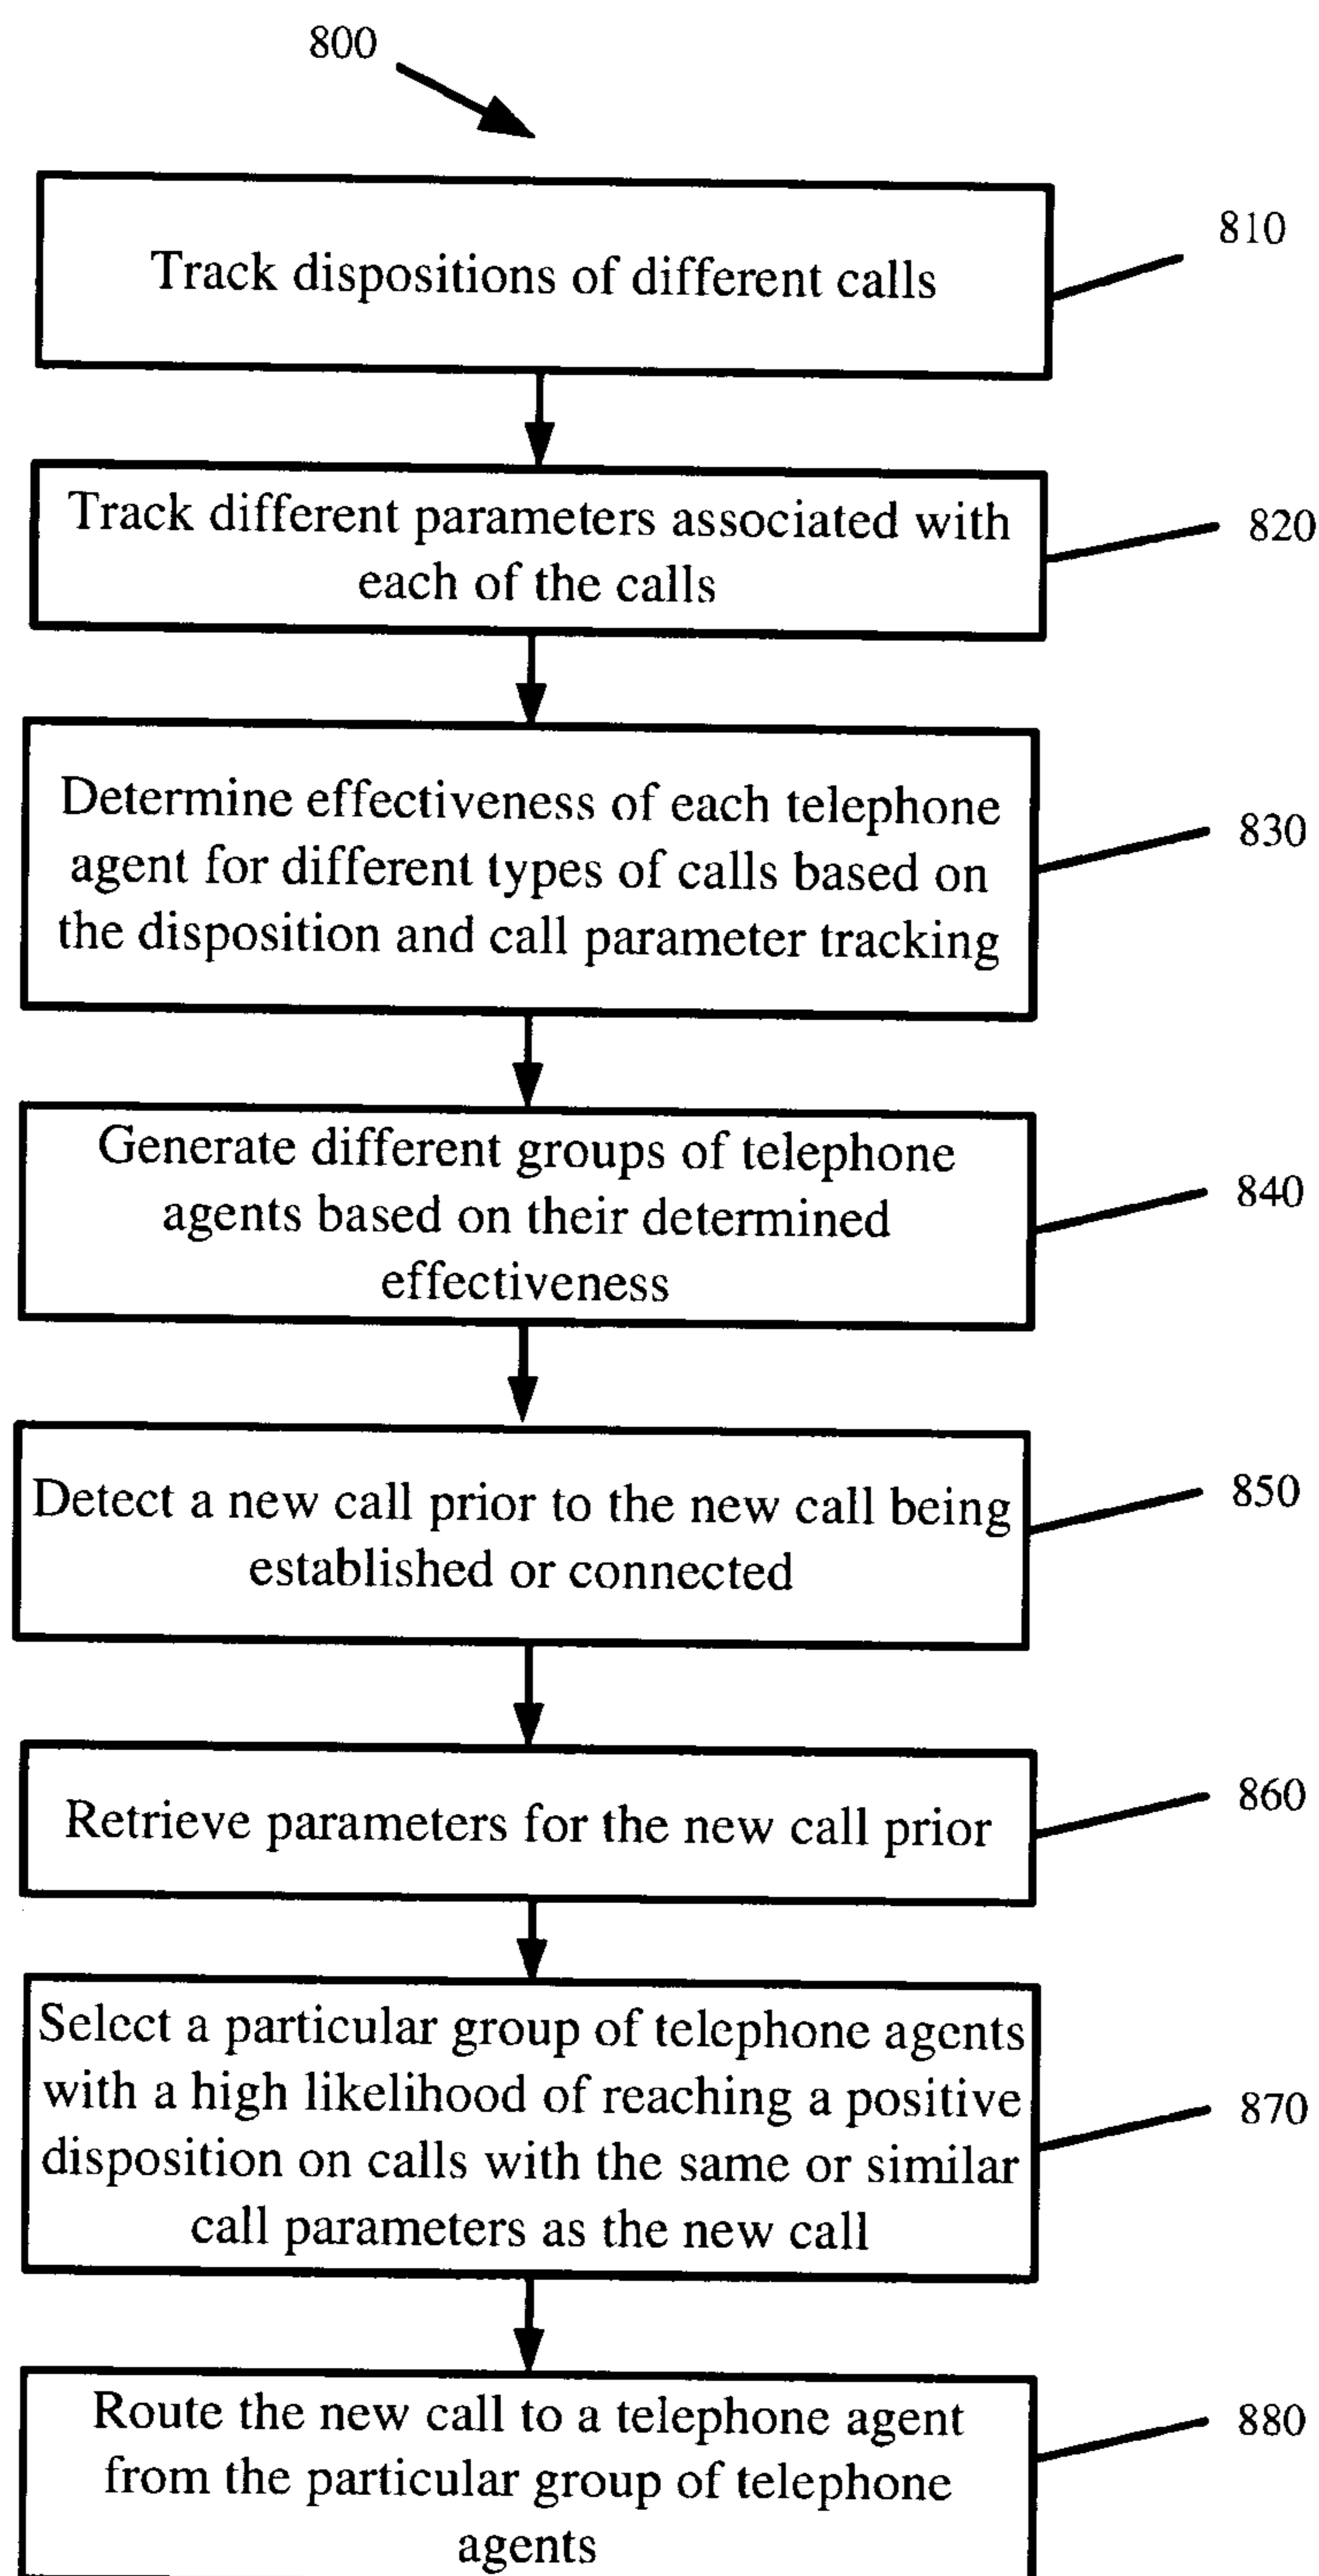 800
Track dispositions of different calls
810
Track different parameters associated with
each of the calls
820
Determine effectiveness of each telephone
agent for different types of calls based on
the disposition and call parameter tracking
830
Generate different groups of telephone
agents based on their determined
effectiveness
840
Detect a new call prior to the new call being
established or connected
850
Retrieve parameters for the new call prior
860
Select a particular group of telephone agents
with a high likelihood of reaching a positive
disposition on calls with the same or similar
call parameters as the new call
870
Route the new call to a telephone agent
from the particular group of telephone
agents
880